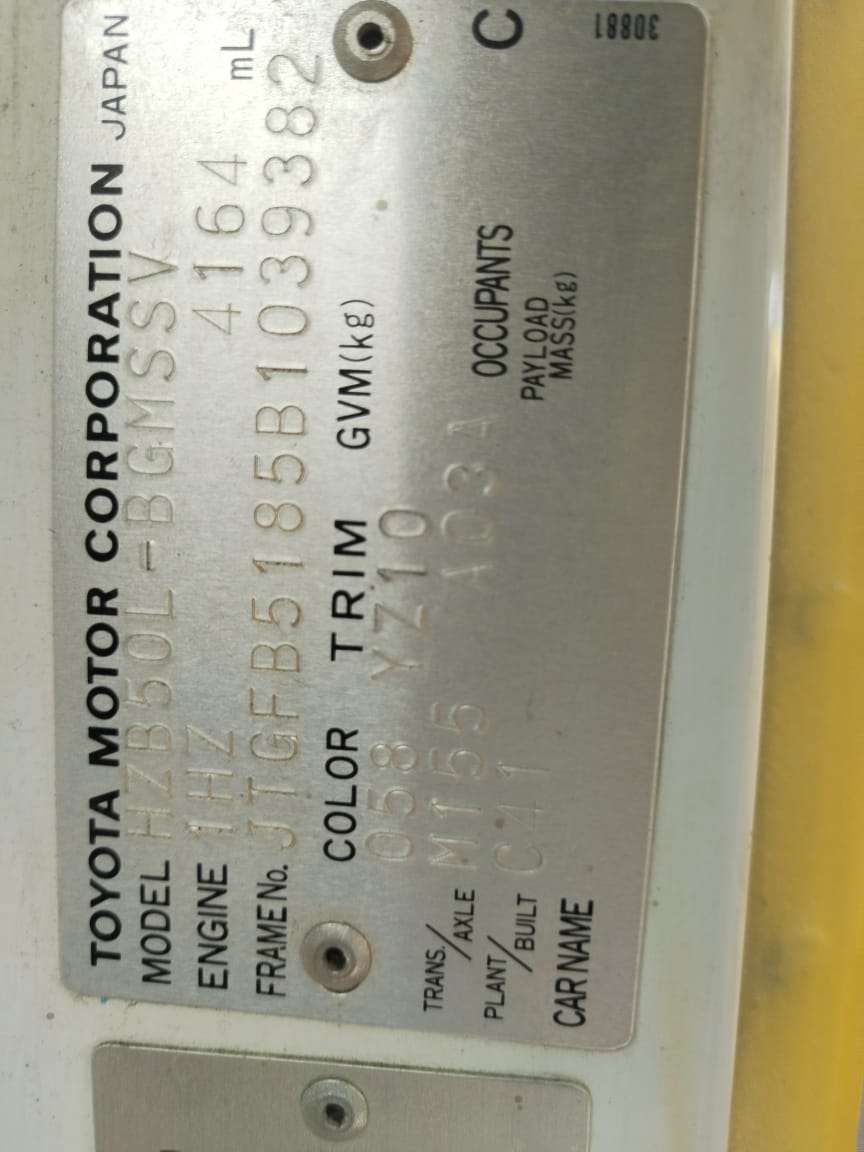 TOYOTA MOTOR CORPORATION JAPAN
MODEL HZB50L-BGMSSV
ENGINE 1HZ 4164 mL
FRAME No. JTGFB5185B1039382
COLOR TRIM GVM(kg)
058 YZ10
TRANS./AXLE M155 A03A
PLANT/BUILT C41
OCCUPANTS
CAR NAME
PAYLOAD MASS(kg)
C
30881